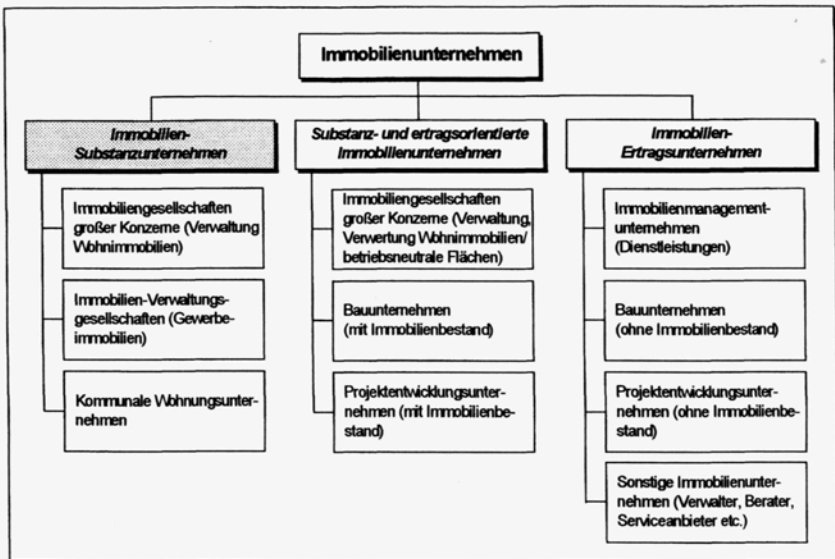 Immobilienunternehmen
Immobilien-
Substanzunternehmen
Immobiliengesellschaften
großer Konzerne (Verwaltung
Wohnimmobilien)
Immobilien-Verwaltungs-
gesellschaften (Gewerbe-
immobilien)
Kommunale Wohnungsunter-
nehmen
Substanz- und ertragsorientierte
Immobilienunternehmen
Immobiliengesellschaften
großer Konzerne (Verwaltung,
Verwertung Wohnimmobilien/
betriebsneutrale Flächen)
Bauunternehmen
(mit Immobilienbestand)
Projektentwicklungsunter-
nehmen (mit Immobilienbe-
stand)
Immobilien-
Ertragsunternehmen
Immobilienmanagement-
unternehmen
(Dienstleistungen)
Bauunternehmen
(ohne Immobilienbestand)
Projektentwicklungsunter-
nehmen (ohne Immobilienbe-
stand)
Sonstige Immobilienunter-
nehmen (Verwalter, Berater,
Serviceanbieter etc.)